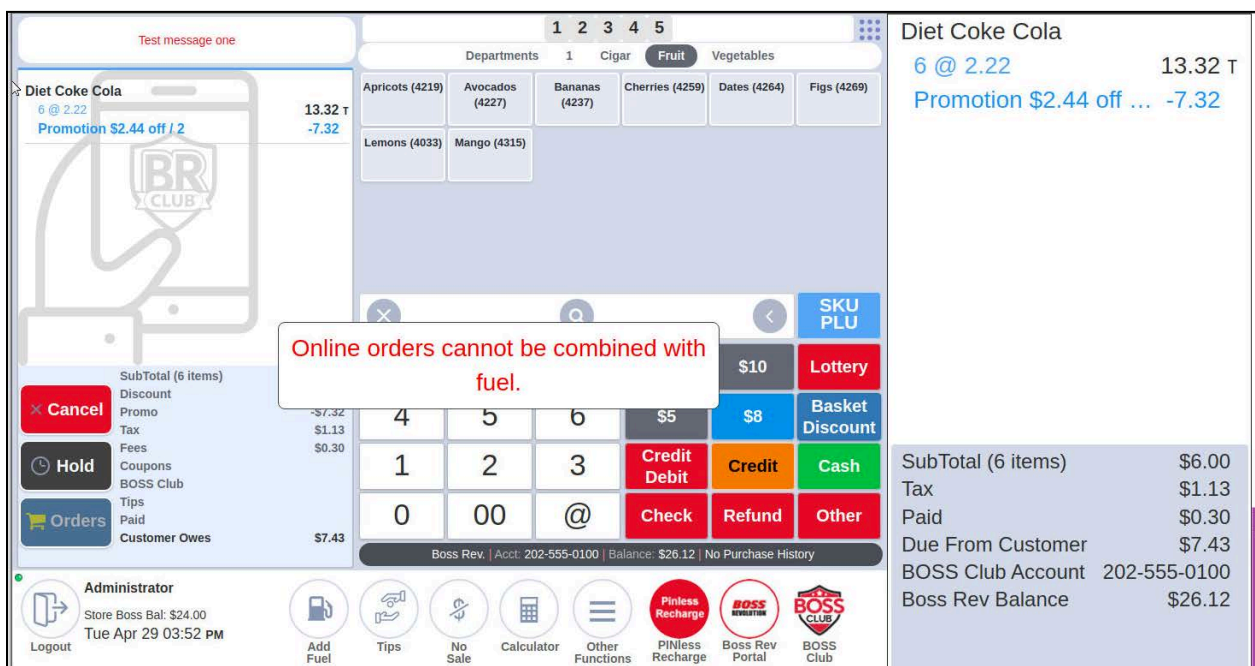 Test message one
Diet Coke Cola
6 @ 2.22 13.32 T
Promotion $2.44 off / 2 -7.32
BR
CLUB
SubTotal (6 items)
Discount
Promo -$7.32
Tax $1.13
Fees $0.30
Coupons
BOSS Club
Tips
Paid
Customer Owes $7.43
Cancel
Hold
Orders
1 2 3 4 5
Departments 1 Cigar Fruit Vegetables
Apricots (4219) Avocados (4227) Bananas (4237) Cherries (4259) Dates (4264) Figs (4269)
Lemons (4033) Mango (4315)
SKU PLU
Online orders cannot be combined with
fuel.
$10 Lottery
4 5 6 $5 $8 Basket Discount
1 2 3 Credit Debit Credit Cash
0 00 @ Check Refund Other
Boss Rev. | Acct: 202-555-0100 | Balance: $26.12 | No Purchase History
Administrator
Store Boss Bal: $24.00
Tue Apr 29 03:52 PM
Logout
Add Fuel
Tips
No Sale
Calculator
Other Functions
Pinless Recharge
PINless Recharge
BOSS REVOLUTION
Boss Rev Portal
BOSS CLUB
BOSS Club
Diet Coke Cola
6 @ 2.22 13.32 T
Promotion $2.44 off … -7.32
SubTotal (6 items) $6.00
Tax $1.13
Paid $0.30
Due From Customer $7.43
BOSS Club Account 202-555-0100
Boss Rev Balance $26.12